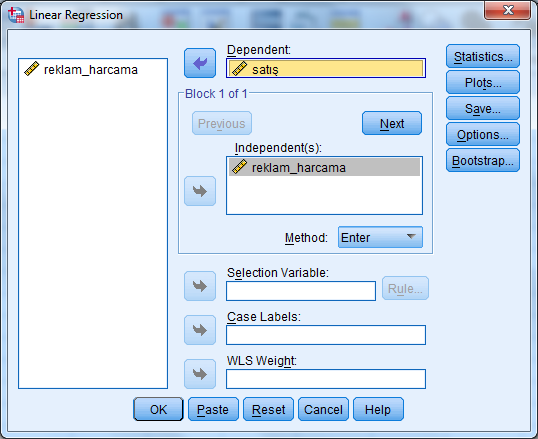 Linear Regression
reklam_harcama
Dependent:
satış
Block 1 of 1
Previous
Next
Independent(s):
reklam_harcama
Method:
Enter
Selection Variable:
Rule...
Case Labels:
WLS Weight:
Statistics...
Plots...
Save...
Options...
Bootstrap...
OK
Paste
Reset
Cancel
Help